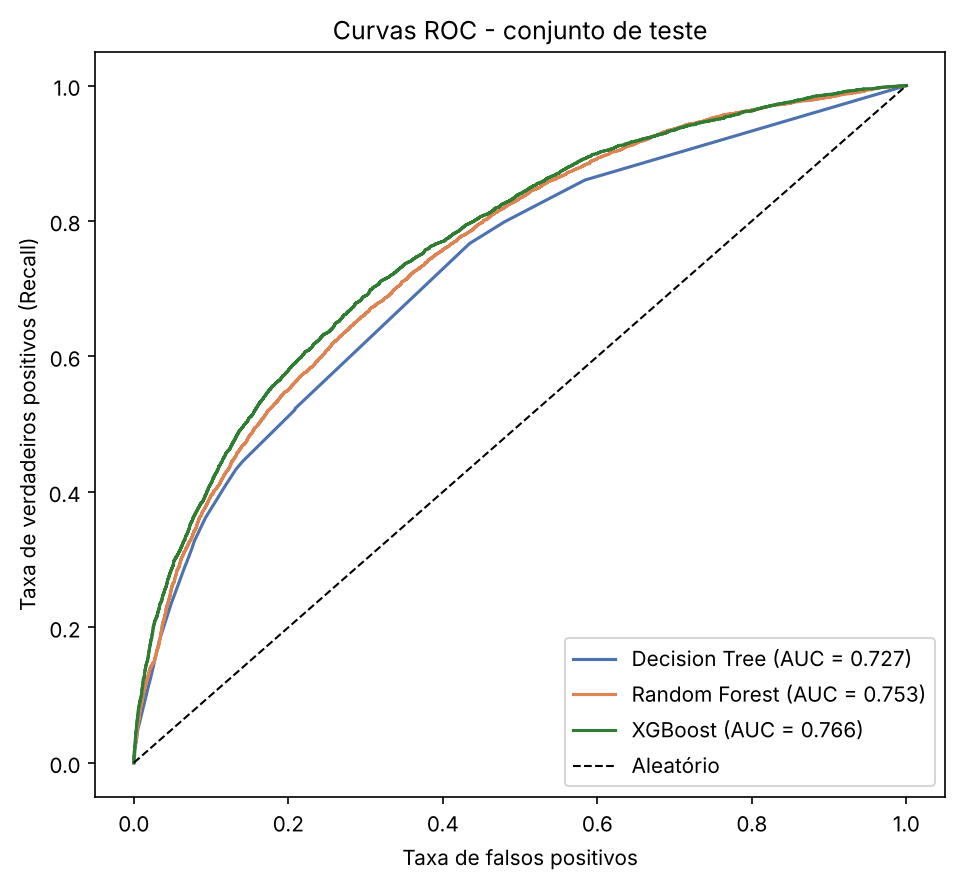 Curvas ROC - conjunto de teste
Taxa de verdadeiros positivos (Recall)
1.0
0.8
0.6
0.4
0.2
0.0
Decision Tree (AUC = 0.727)
Random Forest (AUC = 0.753)
XGBoost (AUC = 0.766)
Aleatório
0.0 0.2 0.4 0.6 0.8 1.0
Taxa de falsos positivos